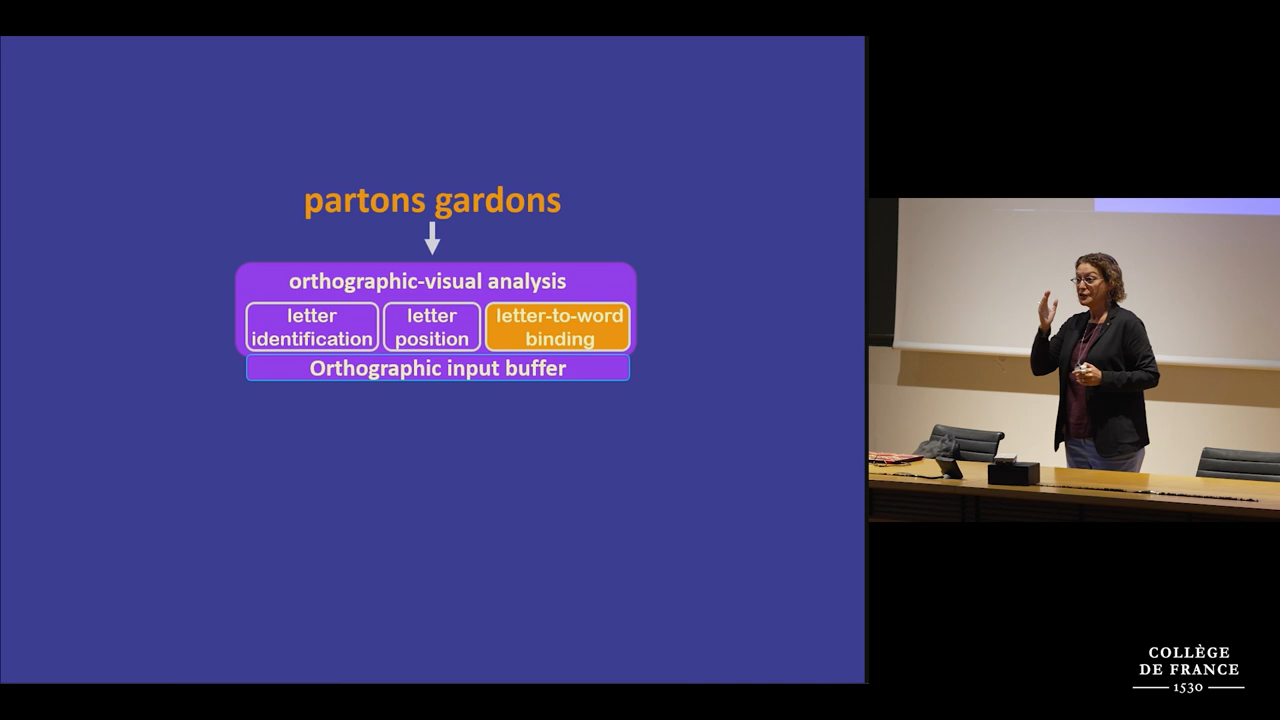 partons gardons
orthographic-visual analysis
letter
identification
letter
position
letter-to-word
binding
Orthographic input buffer
COLLÈGE
DE FRANCE
1530